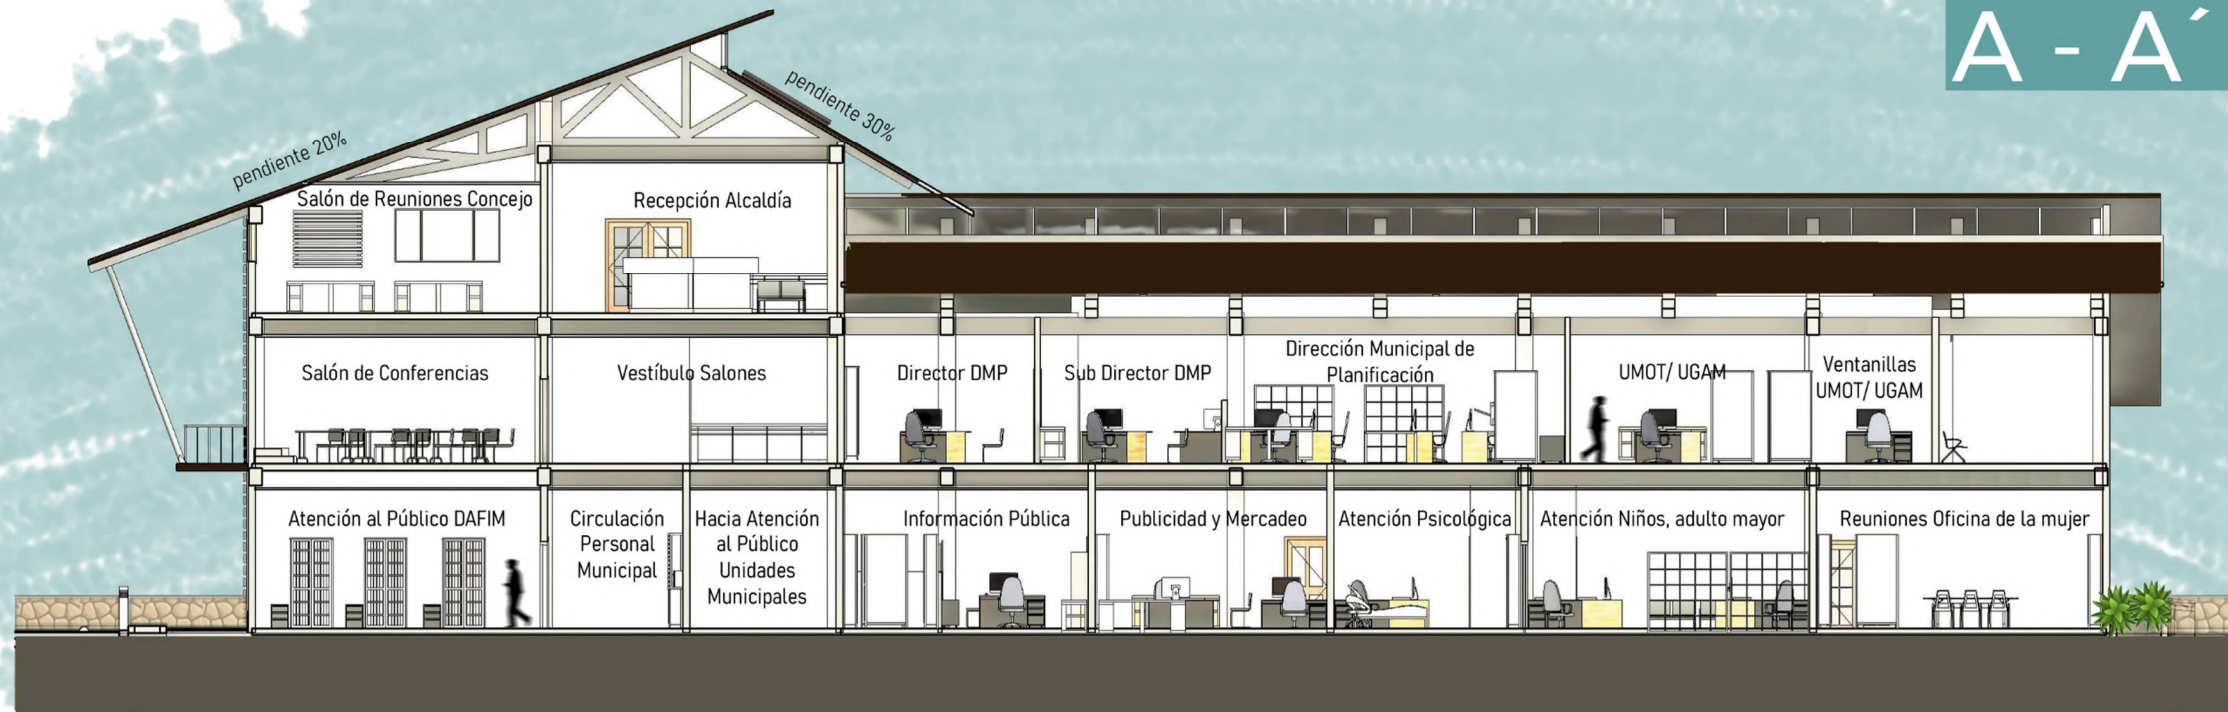 A - A´
pendiente 20%
pendiente 30%
Salón de Reuniones Concejo
Recepción Alcaldía
Salón de Conferencias
Vestíbulo Salones
Director DMP
Sub Director DMP
Dirección Municipal de
Planificación
UMOT/ UGAM
Ventanillas
UMOT/ UGAM
Atención al Público DAFIM
Circulación
Personal
Municipal
Hacia Atención
al Público
Unidades
Municipales
Información Pública
Publicidad y Mercadeo
Atención Psicológica
Atención Niños, adulto mayor
Reuniones Oficina de la mujer